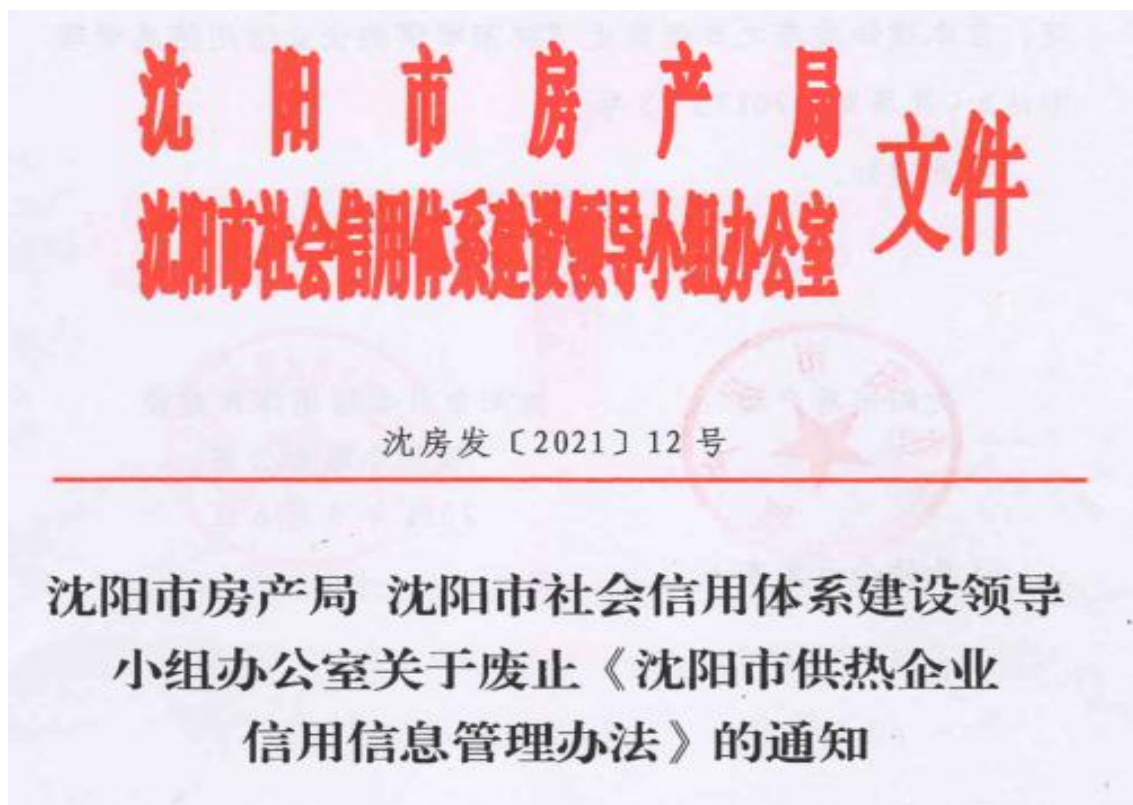 沈阳市房产局
文件
沈阳市社会信用体系建设领导小组办公室
沈房发〔2021〕12号
沈阳市房产局 沈阳市社会信用体系建设领导
小组办公室关于废止《沈阳市供热企业
信用信息管理办法》的通知